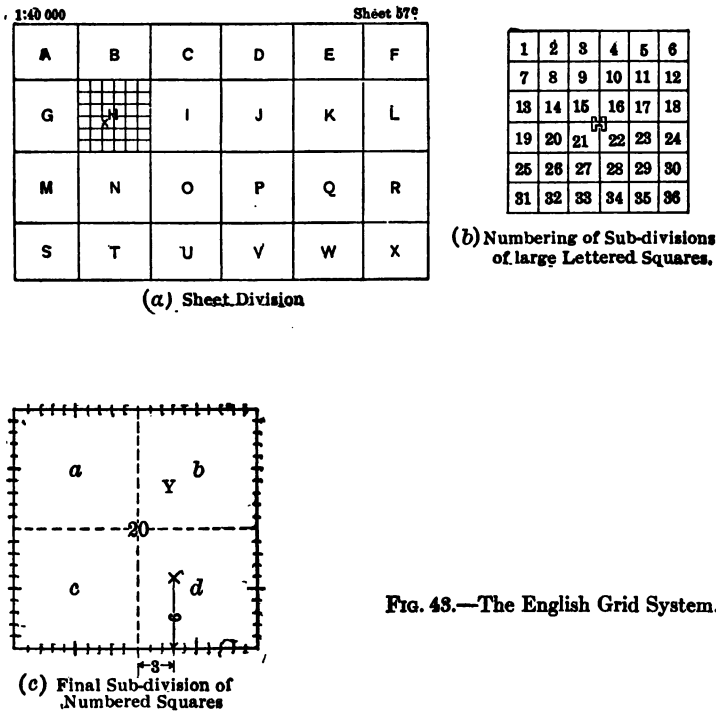 1:40 000 Sheet 57c
A B C D E F
G H I J K L
X
M N O P Q R
S T U V W X
(a) Sheet Division
1 2 3 4 5 6
7 8 9 10 11 12
13 14 15 16 17 18
H
19 20 21 22 23 24
25 26 27 28 29 30
31 32 33 34 35 36
(b) Numbering of Sub-divisions
of large Lettered Squares.
a b
Y
20
X
c d
6
3
(c) Final Sub-division of
Numbered Squares
FIG. 43.—The English Grid System.